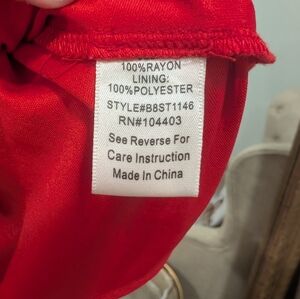 100%RAYON
LINING:
100%POLYESTER
STYLE#B8ST1146
RN#104403
See Reverse For
Care Instruction
Made In China